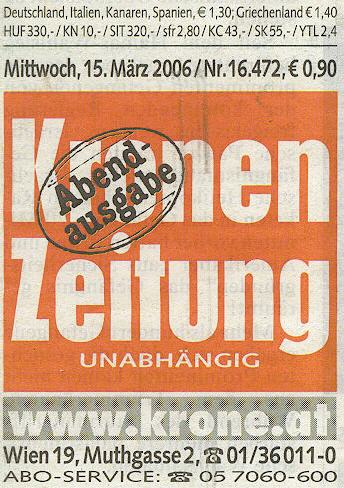 Deutschland, Italien, Kanaren, Spanien, € 1,30; Griechenland € 1,40
HUF 330,- / KN 10,- / SIT 320,- / sfr 2,80 / KC 43,- / SK 55,- / YTL 2,4
Mittwoch, 15. März 2006 / Nr. 16.472, € 0,90
Kronen
Abend-
ausgabe
Zeitung
UNABHÄNGIG
www.krone.at
Wien 19, Muthgasse 2, ☎ 01/36 011-0
ABO-SERVICE: ☎ 05 7060-600